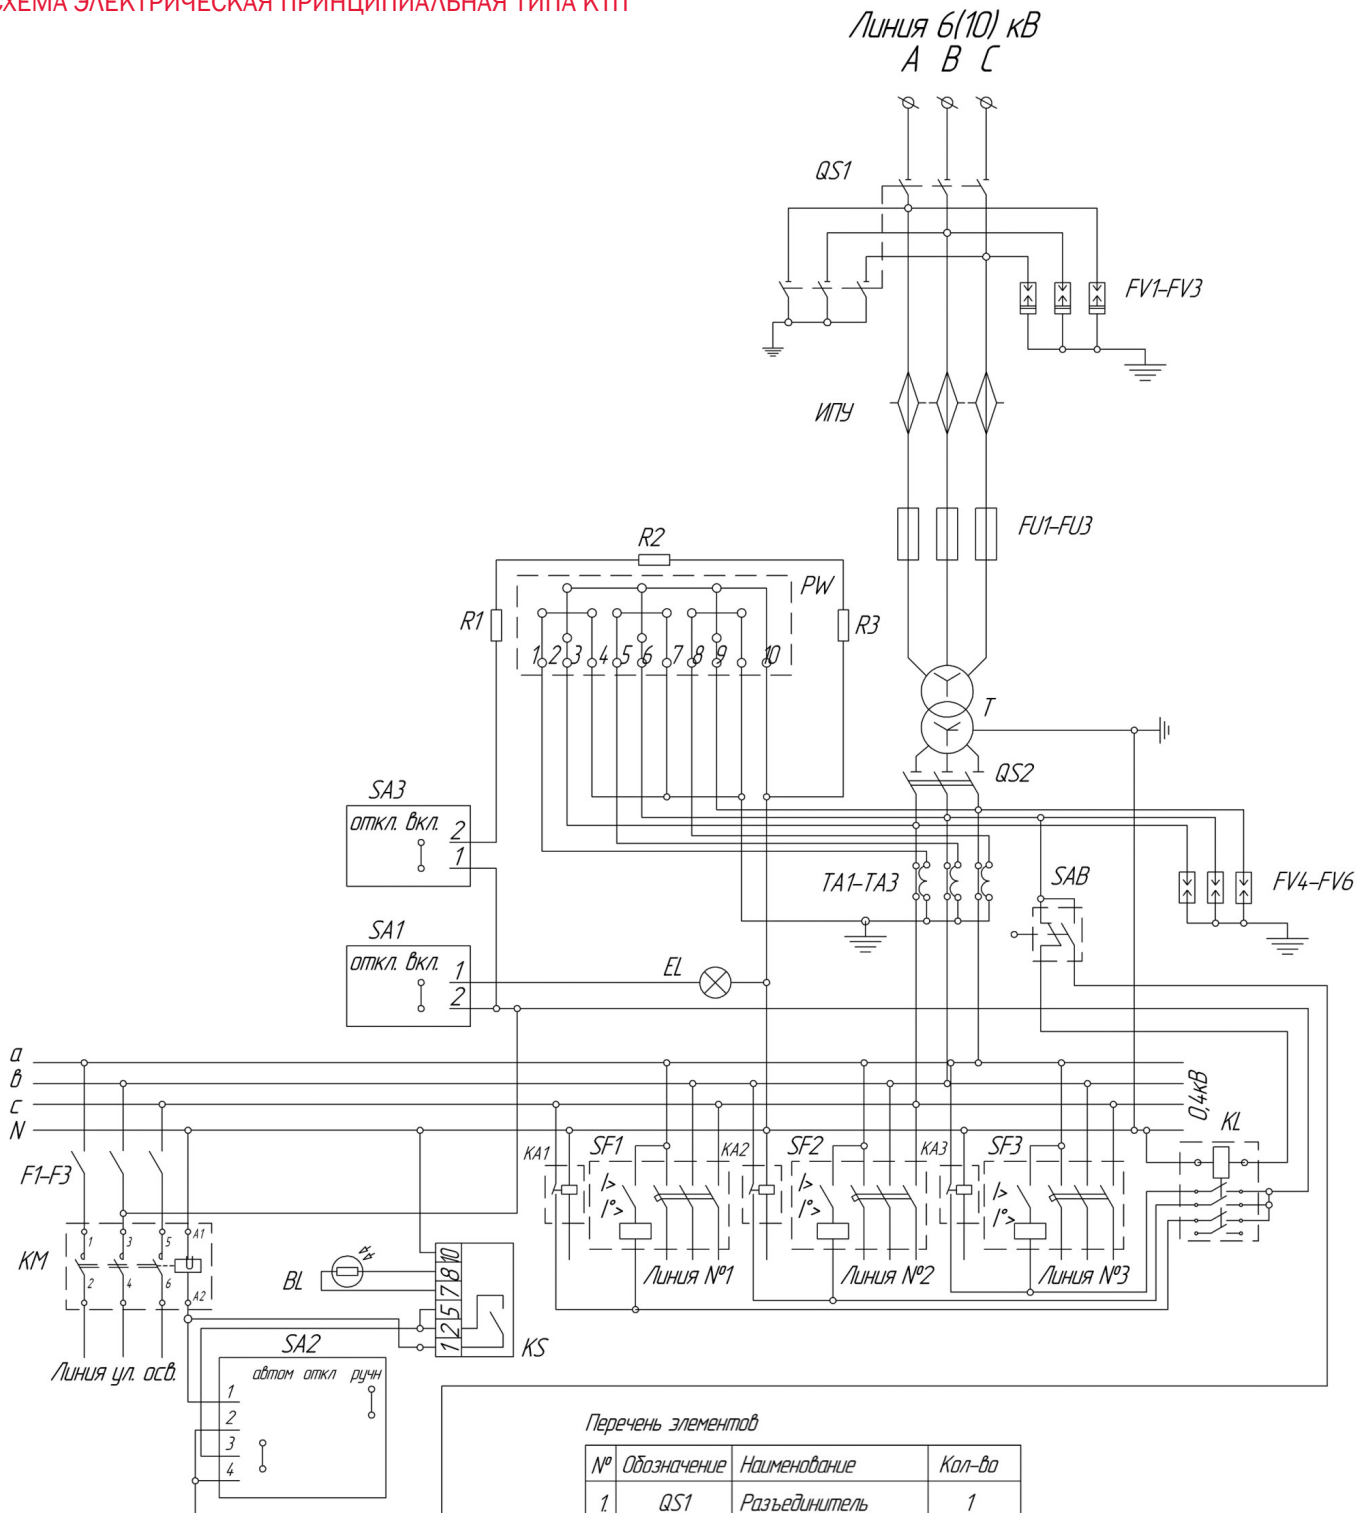 СХЕМА ЭЛЕКТРИЧЕСКАЯ ПРИНЦИПИАЛЬНАЯ ТИПА КТП
Линия 6(10) кВ
A B C
QS1
FV1-FV3
ИПУ
FU1-FU3
R2
PW
R1
R3
1 2 3 4 5 6 7 8 9 10
T
QS2
SA3
откл. вкл.
2
1
TA1-TA3
SAB
FV4-FV6
SA1
откл. вкл.
1
2
EL
а
в
с
N
0,4кВ
KL
F1-F3
KA1
SF1
KA2
SF2
KA3
SF3
I>
I°>
I>
I°>
I>
I°>
KM
1 3 5 A1
2 4 6 A2
U
BL
10
8
7
5
2
1
KS
Линия №1
Линия №2
Линия №3
Линия ул. осв.
SA2
автом откл ручн
1
2
3
4
Перечень элементов
№ Обозначение Наименование Кол-во
1. QS1 Разъединитель 1